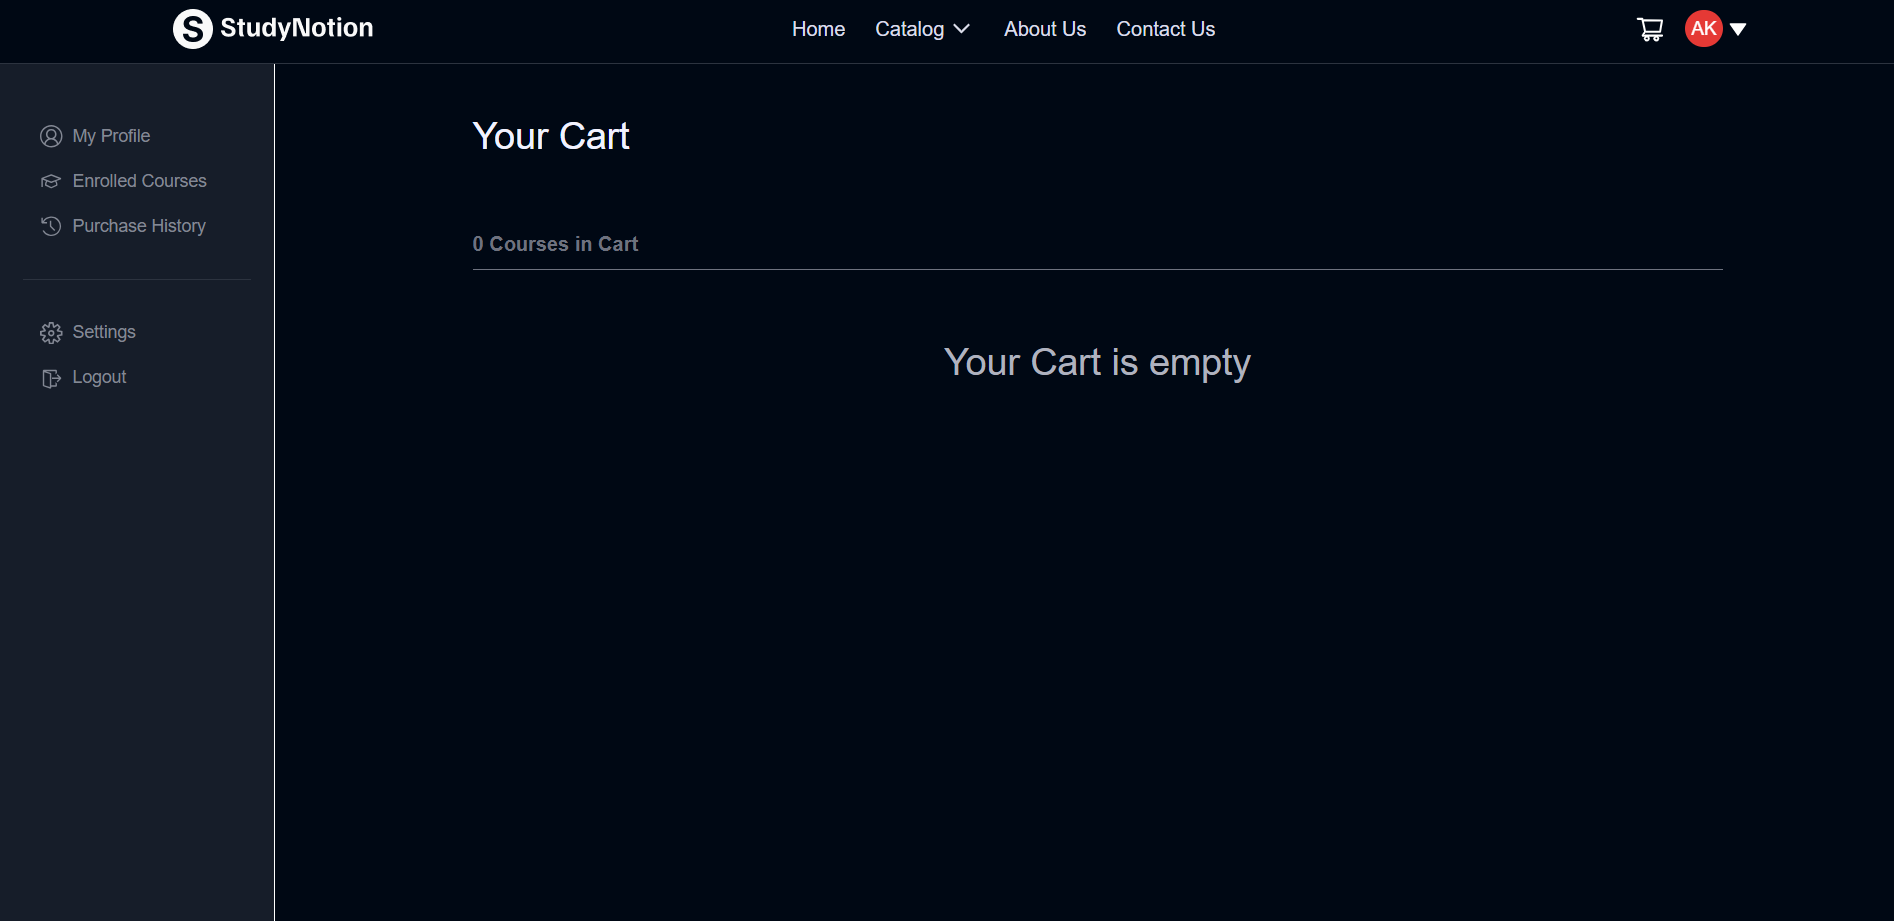 StudyNotion
Home Catalog About Us Contact Us
AK
My Profile
Enrolled Courses
Purchase History
Settings
Logout
Your Cart
0 Courses in Cart
Your Cart is empty